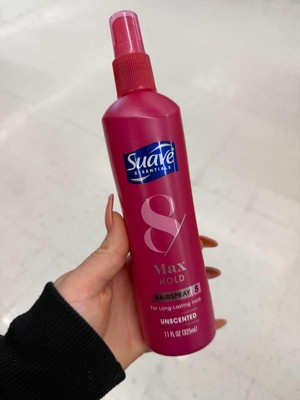 Suave
ESSENTIALS
8
Max
HOLD
HAIRSPRAY 8
For Long-Lasting Hold
UNSCENTED
11 fl OZ (325mL)